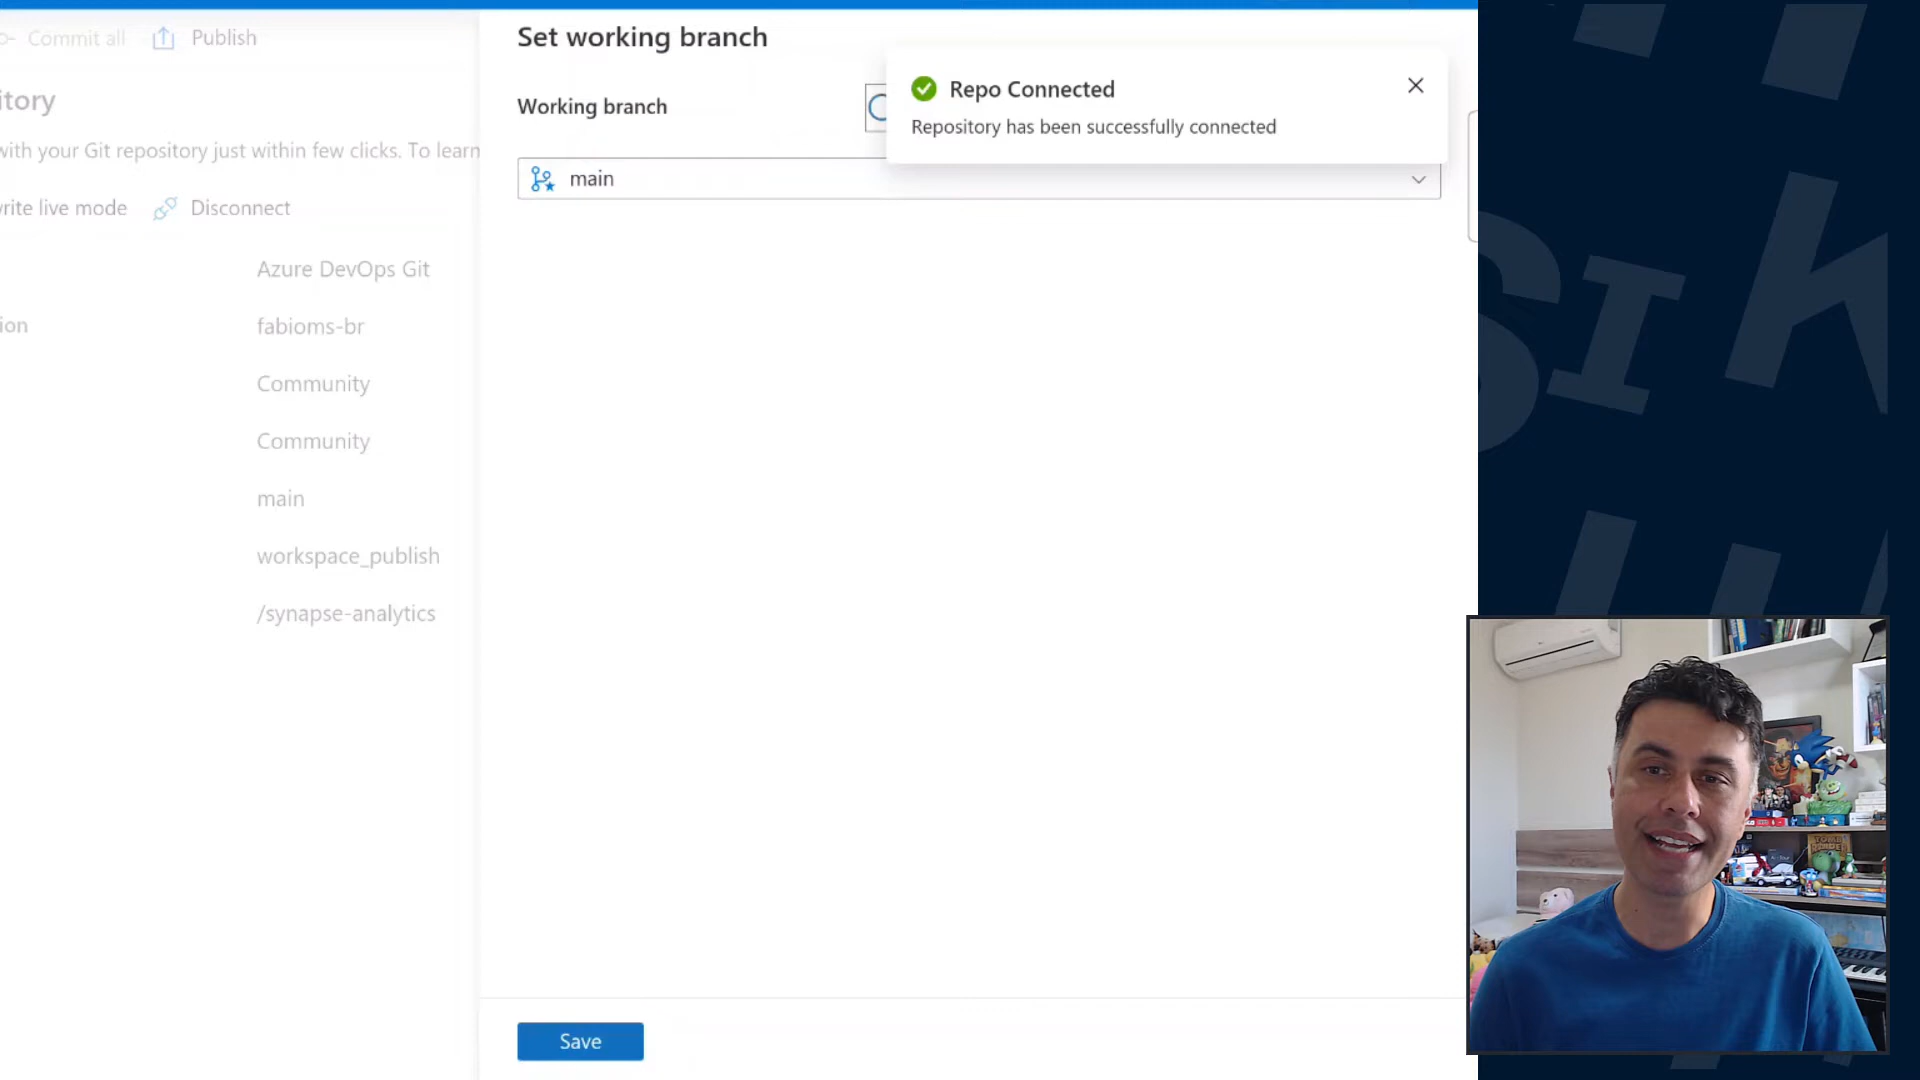 Commit all
Publish
Set working branch
itory
with your Git repository just within few clicks. To learn
Working branch
Repo Connected
Repository has been successfully connected
main
write live mode
Disconnect
Azure DevOps Git
ion
fabioms-br
Community
Community
main
workspace_publish
/synapse-analytics
Save